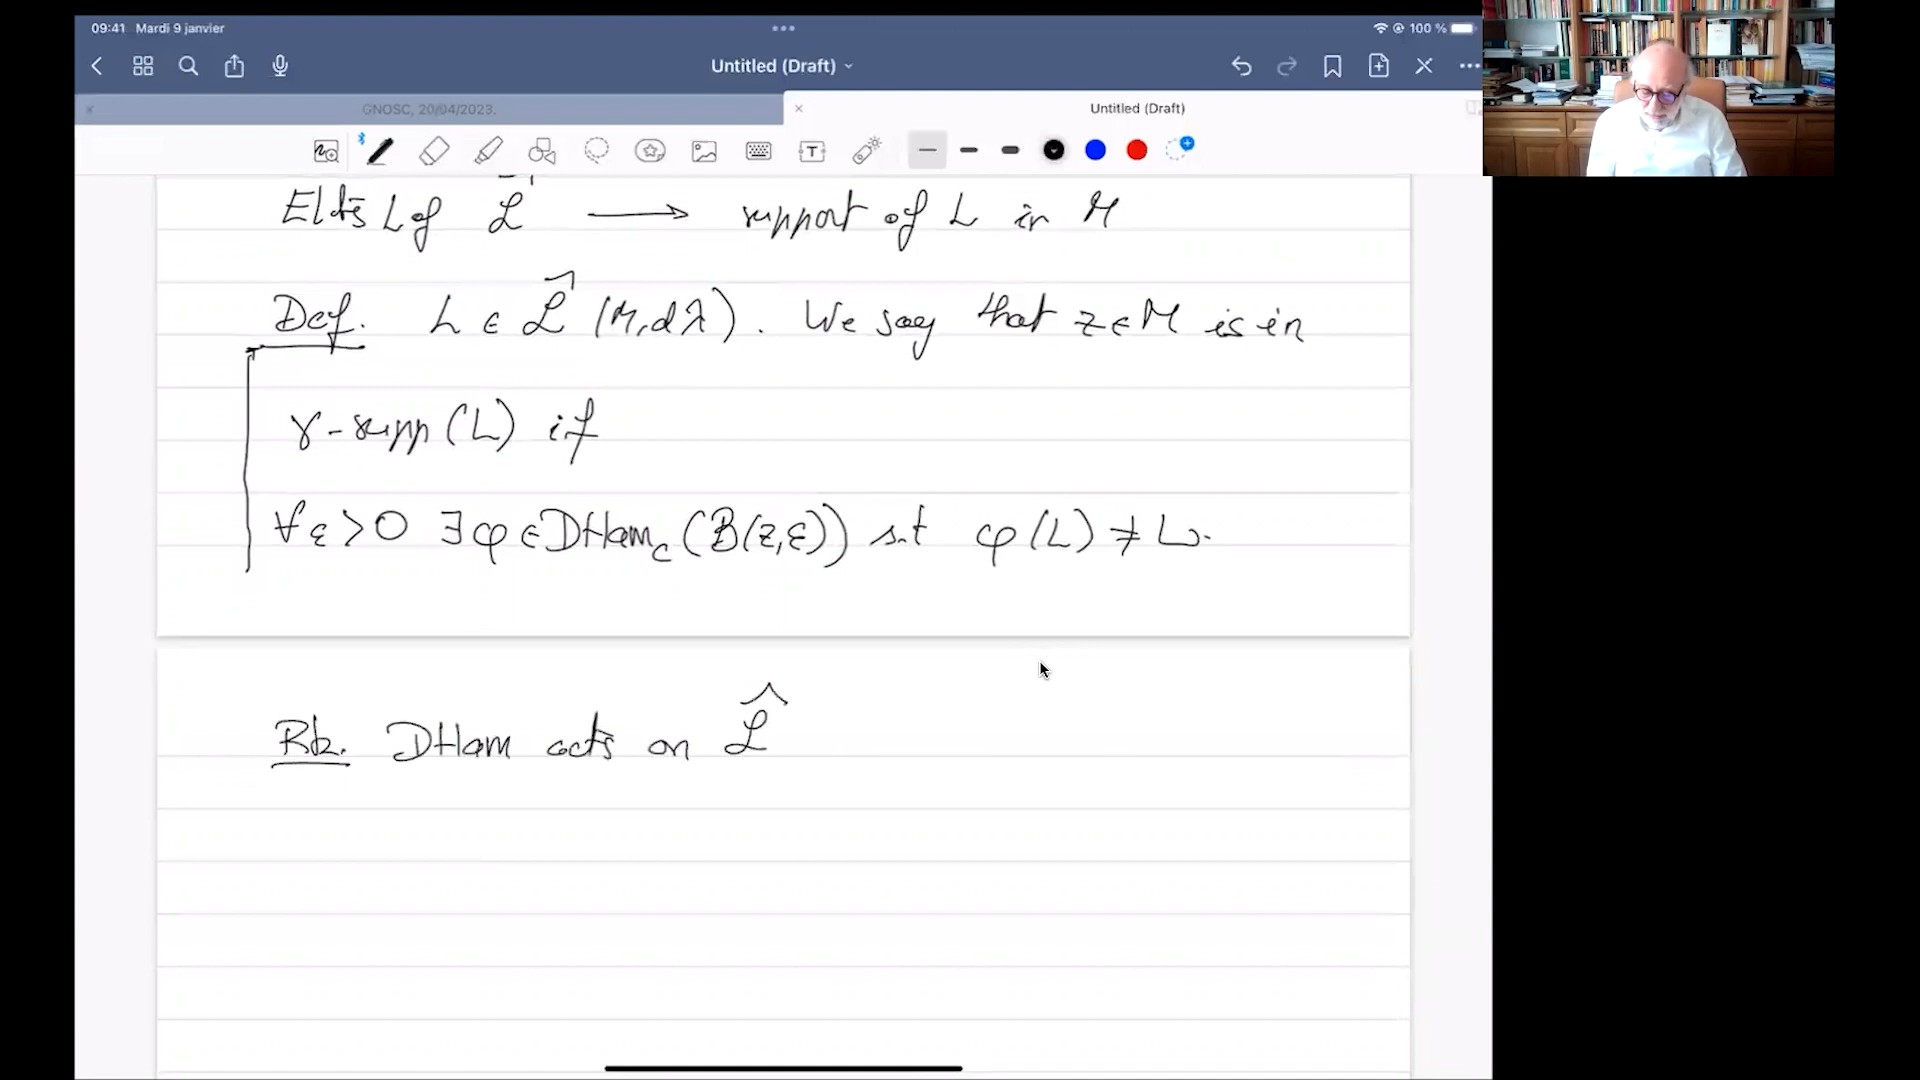 09:41 Mardi 9 janvier
100 %
Untitled (Draft)
GNOSC, 20/04/2023.
Untitled (Draft)
Elts L of 𝓛̂ ⟶ support of L in M
Def. L ∈ 𝓛̂ (M,dλ). We say that z∈M is in
γ-supp(L) if
∀ε>0 ∃φ∈DHam_c(B(z,ε)) s.t φ(L)≠L.
Rk. DHam acts on 𝓛̂